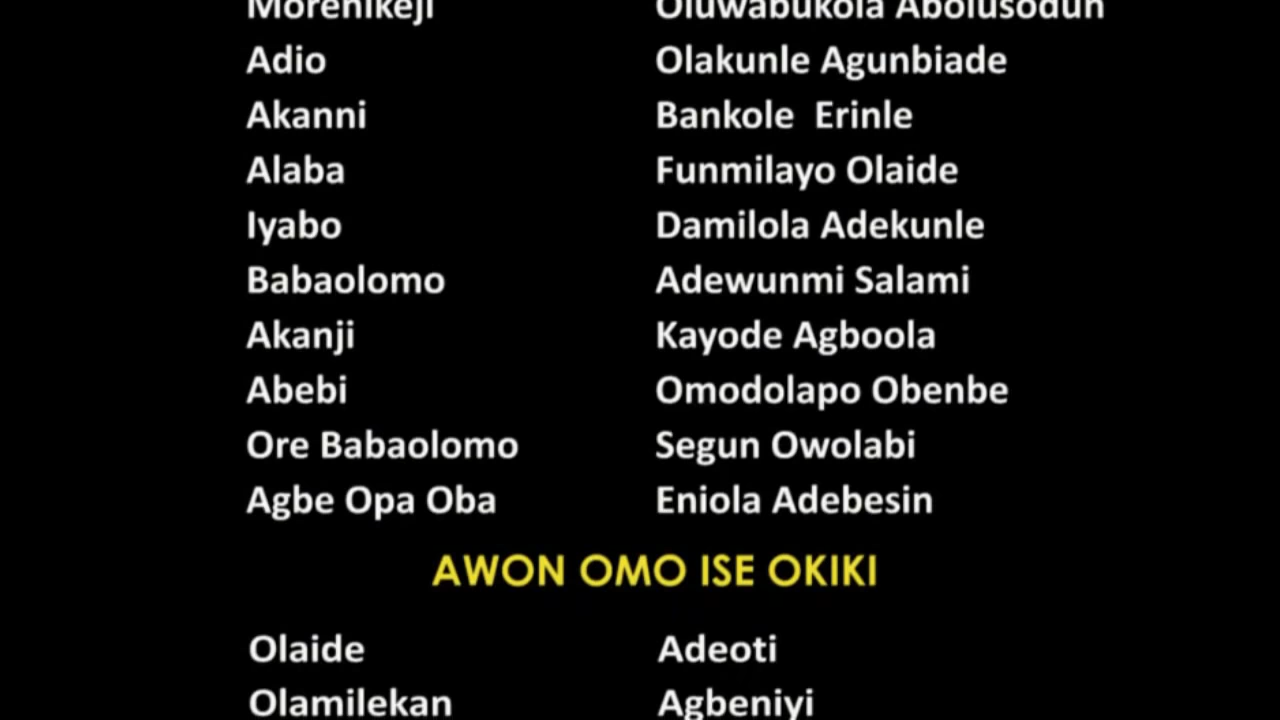 Morenikeji Oluwabukola Abolusodun
Adio Olakunle Agunbiade
Akanni Bankole Erinle
Alaba Funmilayo Olaide
Iyabo Damilola Adekunle
Babaolomo Adewunmi Salami
Akanji Kayode Agboola
Abebi Omodolapo Obenbe
Ore Babaolomo Segun Owolabi
Agbe Opa Oba Eniola Adebesin
AWON OMO ISE OKIKI
Olaide Adeoti
Olamilekan Agbeniyi